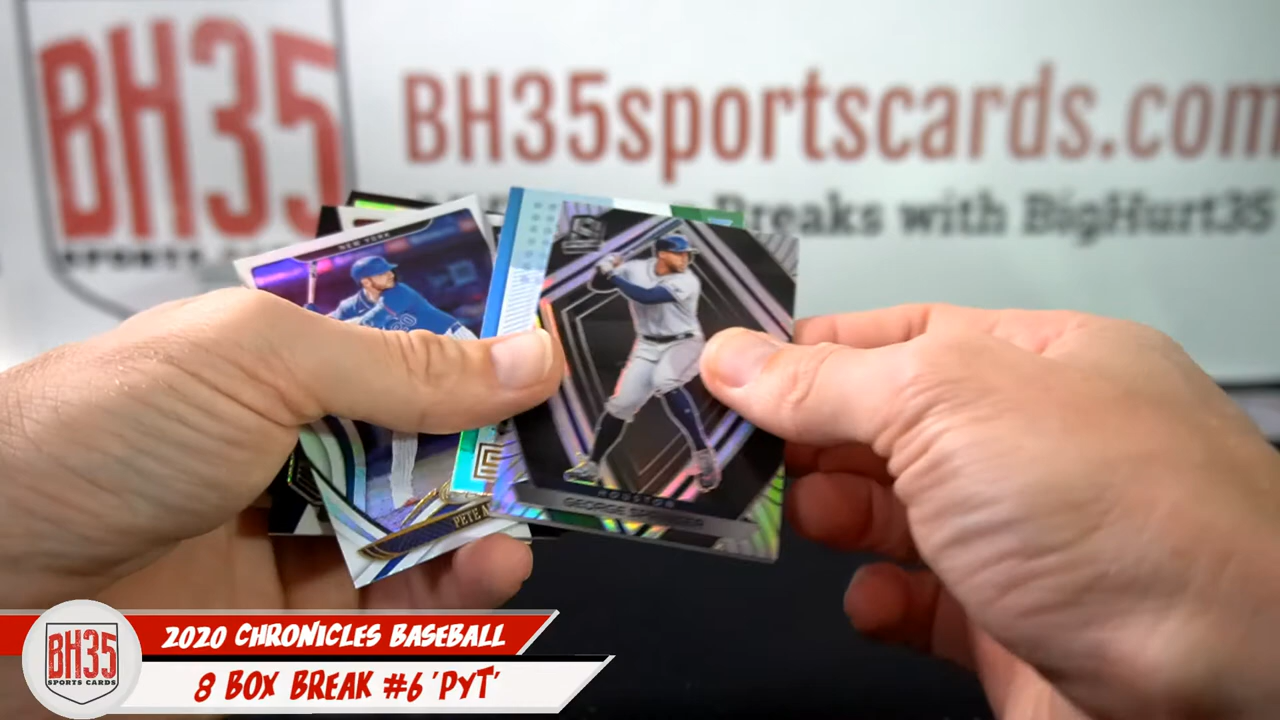 BH35
SPORTS
BH35sportscards.com
Breaks with BigHurt35
NEW YORK
PETE
HOUSTON
GEORGE SPRINGER
BH35
SPORTS CARDS
2020 CHRONICLES BASEBALL
8 BOX BREAK #6 'PYT'